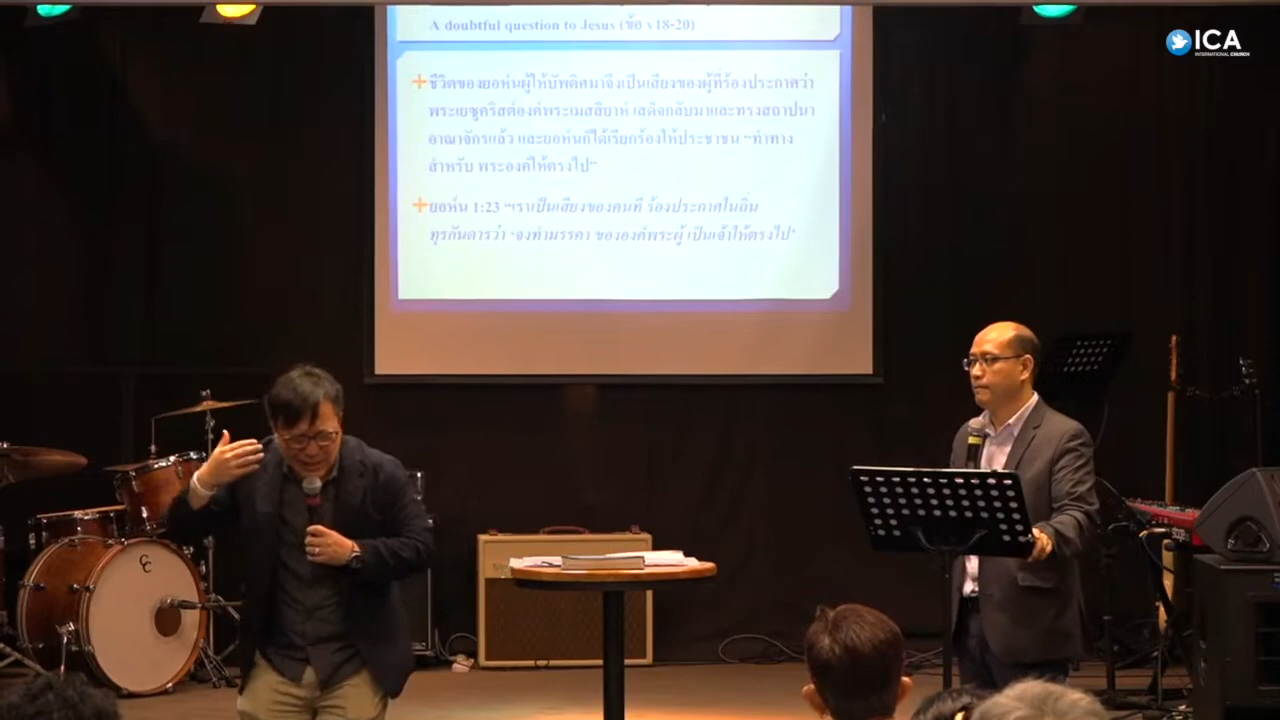 A doubtful question to Jesus (ข้อ v18-20)
ชีวิตของยอห์นผู้ให้บัพติศมาจึงเป็นเสียงของผู้ที่ร้องประกาศว่า
พระเยซูคริสต์องค์พระเมสสิยาห์ เสด็จกลับมาและทรงสถาปนา
อาณาจักรแล้ว และยอห์นก็ได้เรียกร้องให้ประชาชน “ทำทาง
สำหรับ พระองค์ให้ตรงไป”
ยอห์น 1:23 “เราเป็นเสียงของคนที่ ร้องประกาศในถิ่น
ทุรกันดารว่า ‘จงทำมรรคา ขององค์พระผู้ เป็นเจ้าให้ตรงไป’
ICA
INTERNATIONAL CHURCH
CC